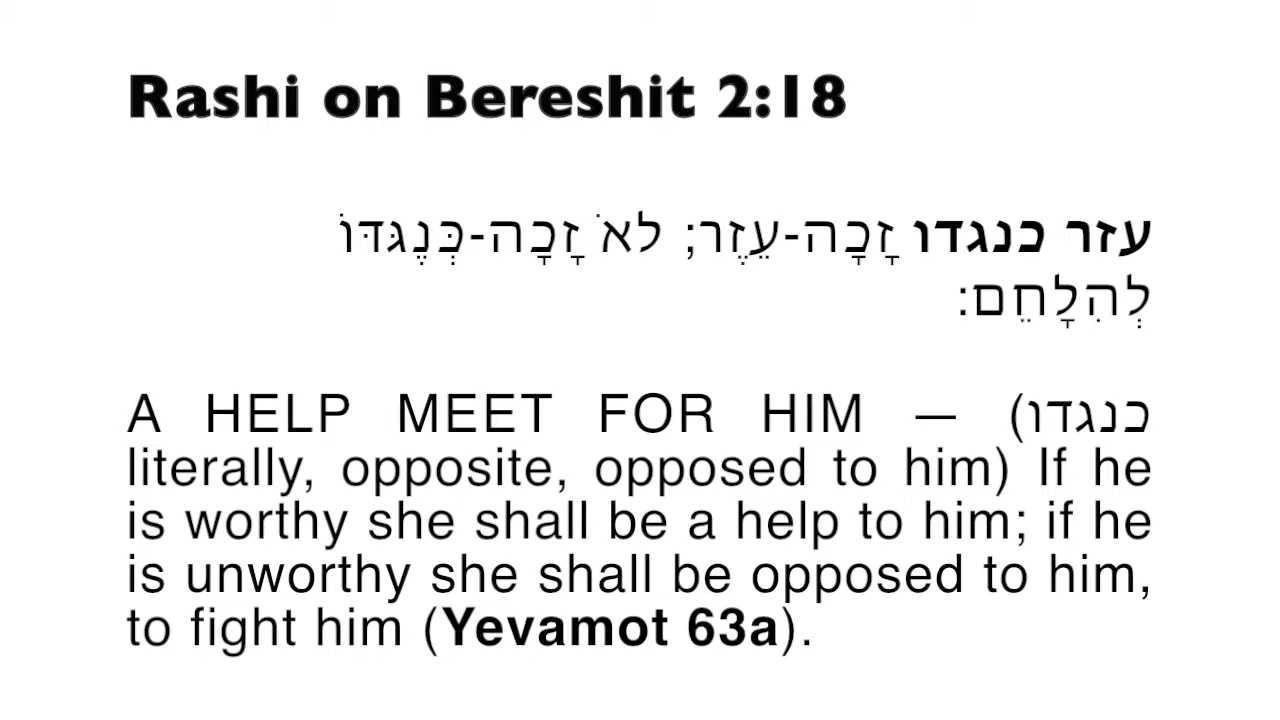 Rashi on Bereshit 2:18
עזר כנגדו זָכָה-עֵזֶר; לֹא זָכָה-כְּנֶגְדּוֹ
לְהִלָּחֵם:
A HELP MEET FOR HIM — (כנגדו
literally, opposite, opposed to him) If he
is worthy she shall be a help to him; if he
is unworthy she shall be opposed to him,
to fight him (Yevamot 63a).